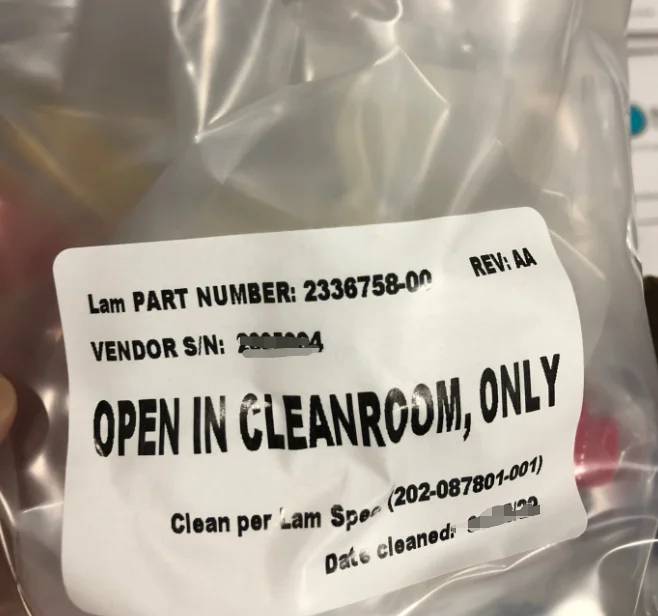 Lam PART NUMBER: 2336758-00 REV: AA
VENDOR S/N:
OPEN IN CLEANROOM, ONLY
Clean per Lam Spec (202-087801-001)
Date cleaned: